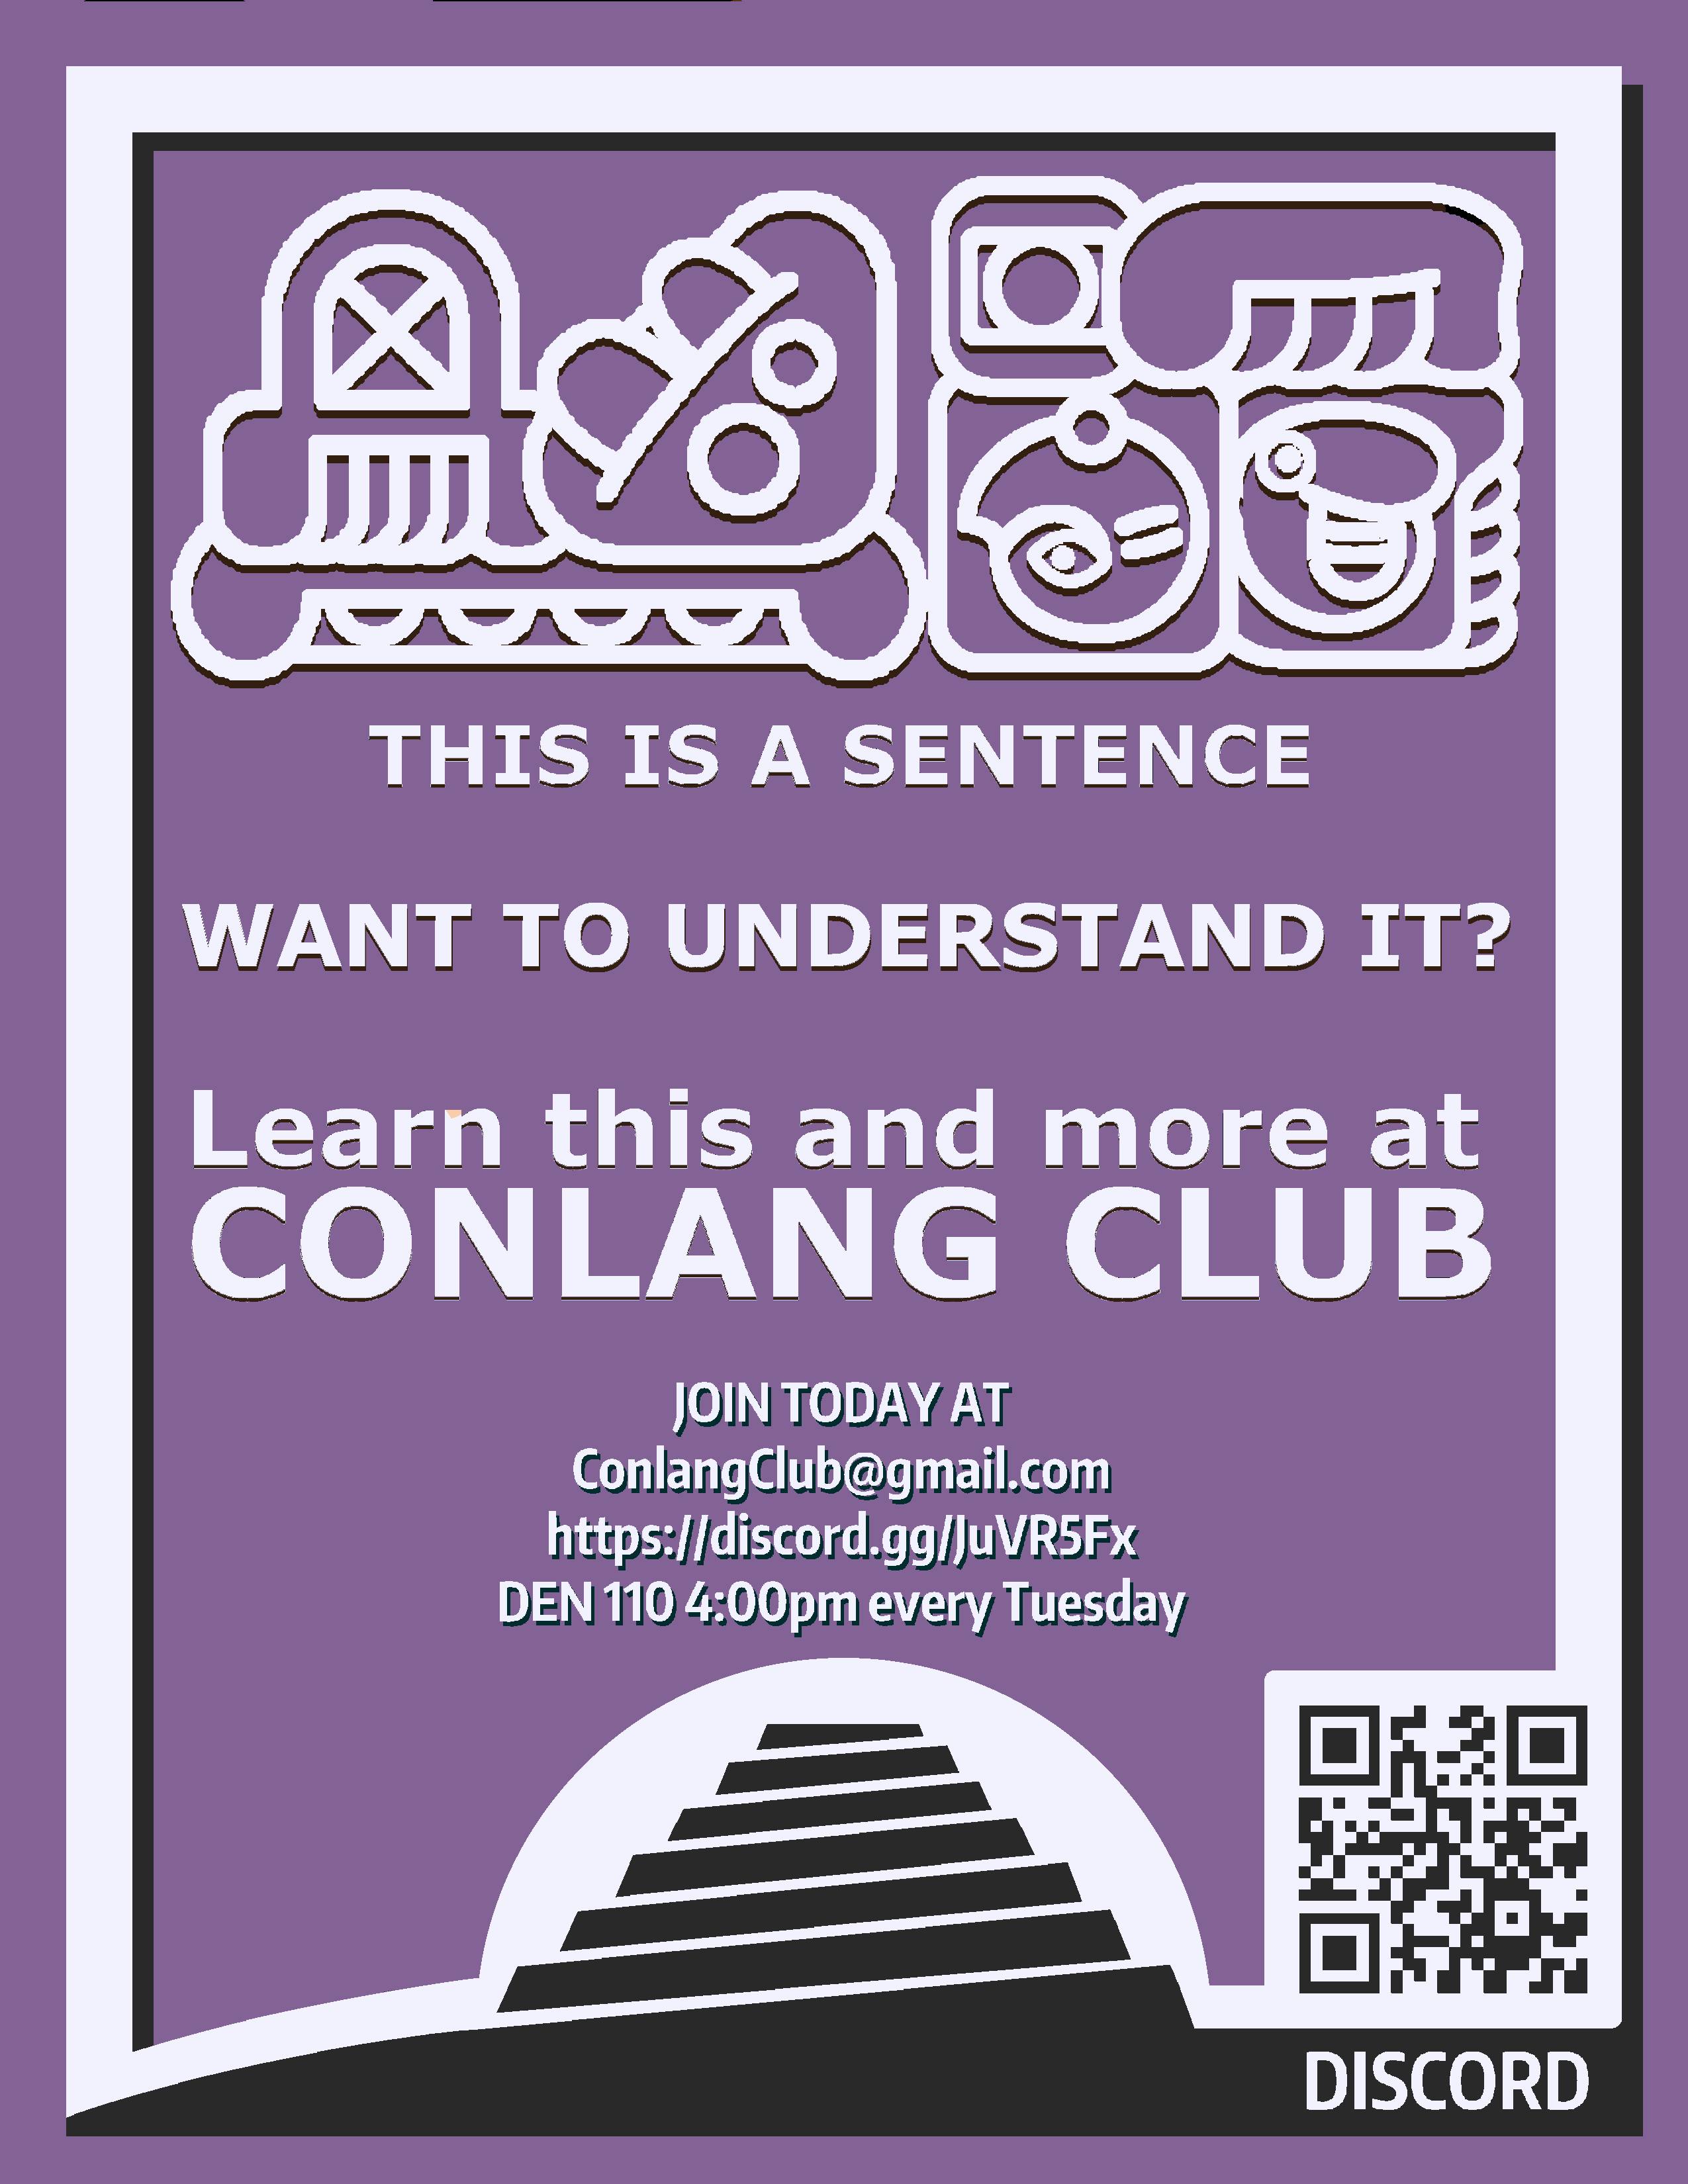 THIS IS A SENTENCE
WANT TO UNDERSTAND IT?
Learn this and more at
CONLANG CLUB
JOIN TODAY AT
ConlangClub@gmail.com
https://discord.gg/JuVR5Fx
DEN 110 4:00pm every Tuesday
DISCORD